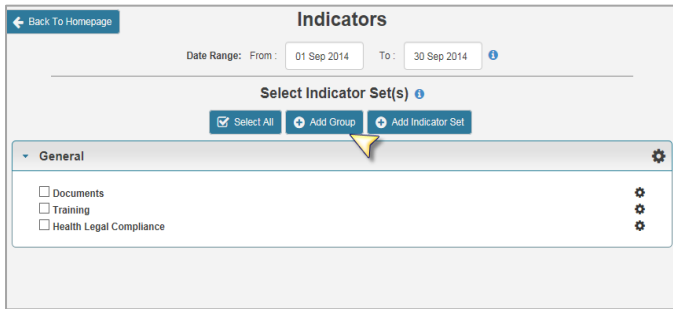 Back To Homepage
Indicators
Date Range: From : 01 Sep 2014 To : 30 Sep 2014
Select Indicator Set(s)
Select All Add Group Add Indicator Set
General
Documents
Training
Health Legal Compliance